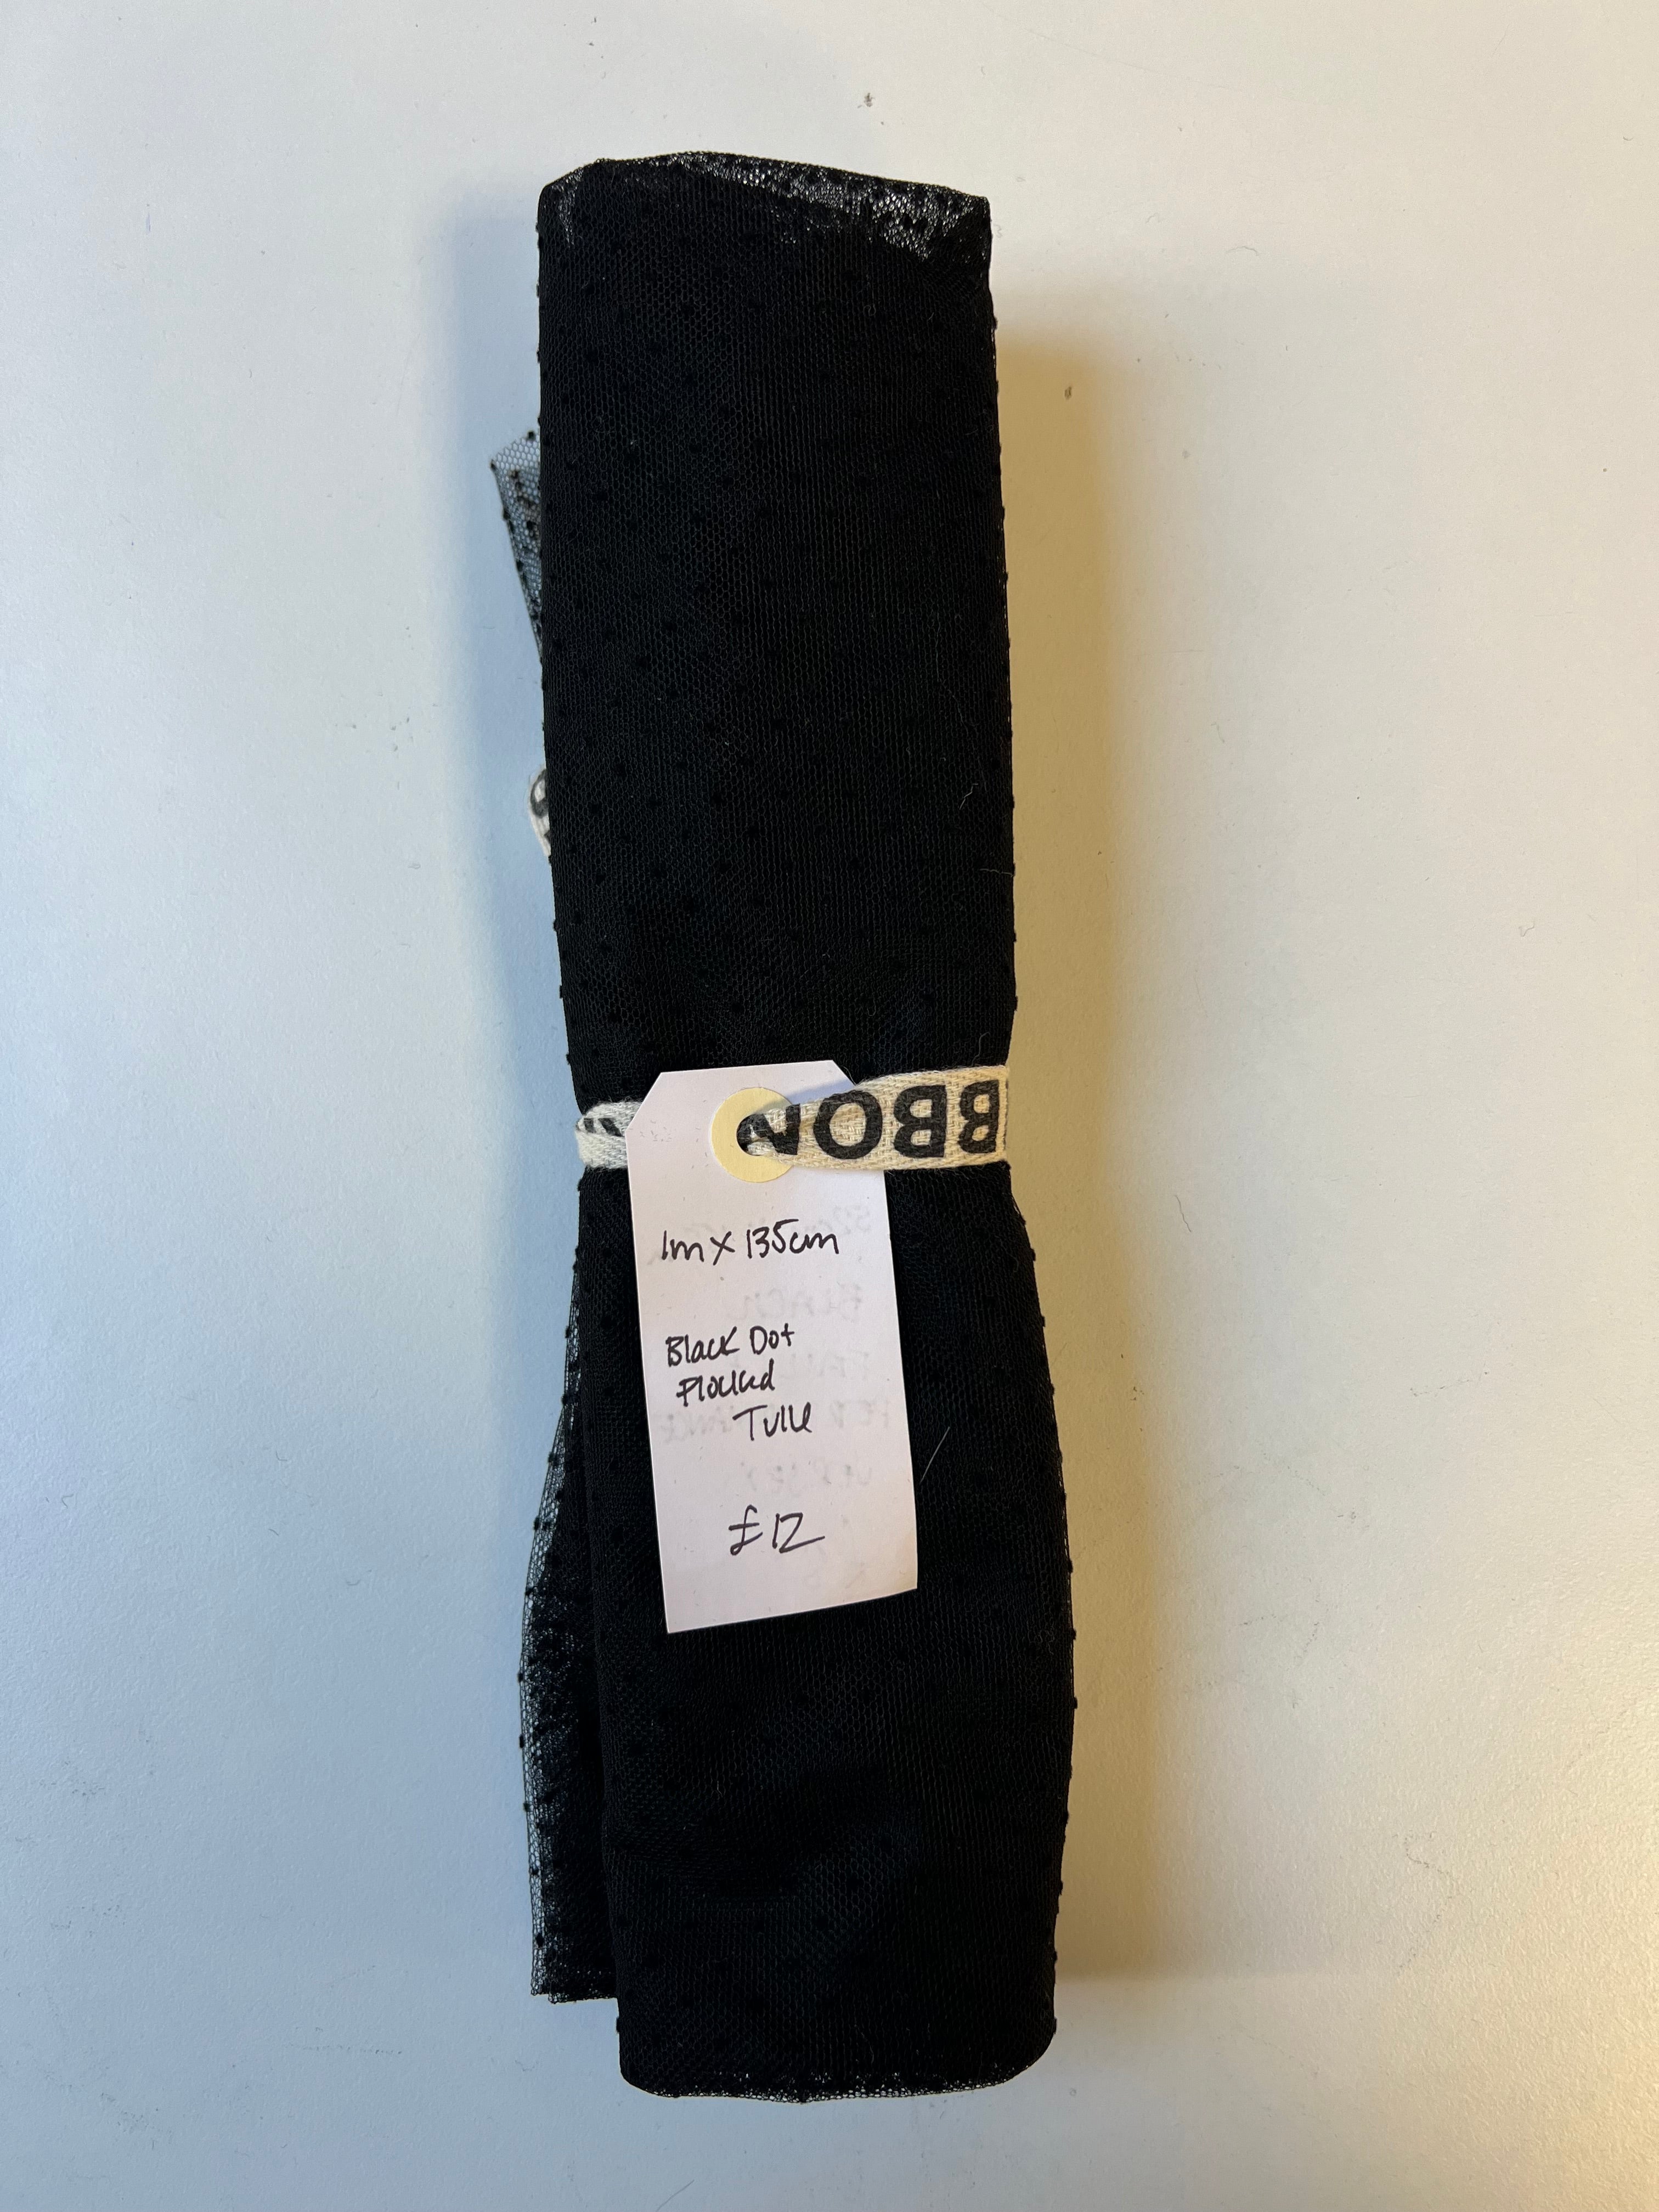 BBON
1m x 135cm
Black Dot
Flocked
Tulle
£12